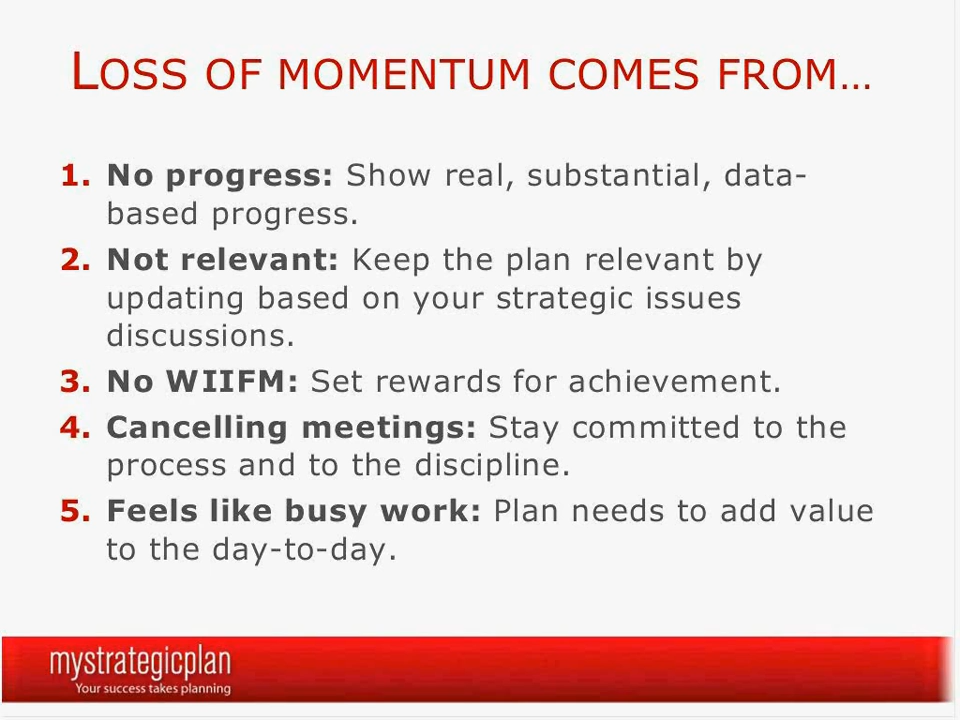 LOSS OF MOMENTUM COMES FROM…
1. No progress: Show real, substantial, data-
based progress.
2. Not relevant: Keep the plan relevant by
updating based on your strategic issues
discussions.
3. No WIIFM: Set rewards for achievement.
4. Cancelling meetings: Stay committed to the
process and to the discipline.
5. Feels like busy work: Plan needs to add value
to the day-to-day.
mystrategicplan
Your success takes planning